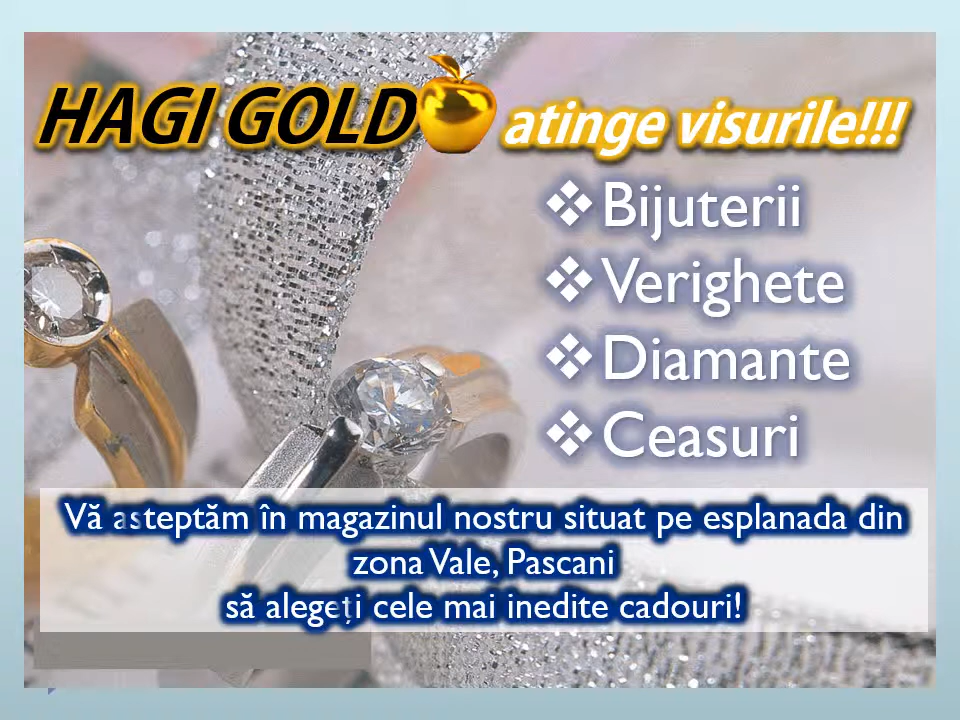 HAGI GOLD atinge visurile!!!
❖Bijuterii
❖Verighete
❖Diamante
❖Ceasuri
Vă asteptăm în magazinul nostru situat pe esplanada din
zona Vale, Pascani
să alegeți cele mai inedite cadouri!